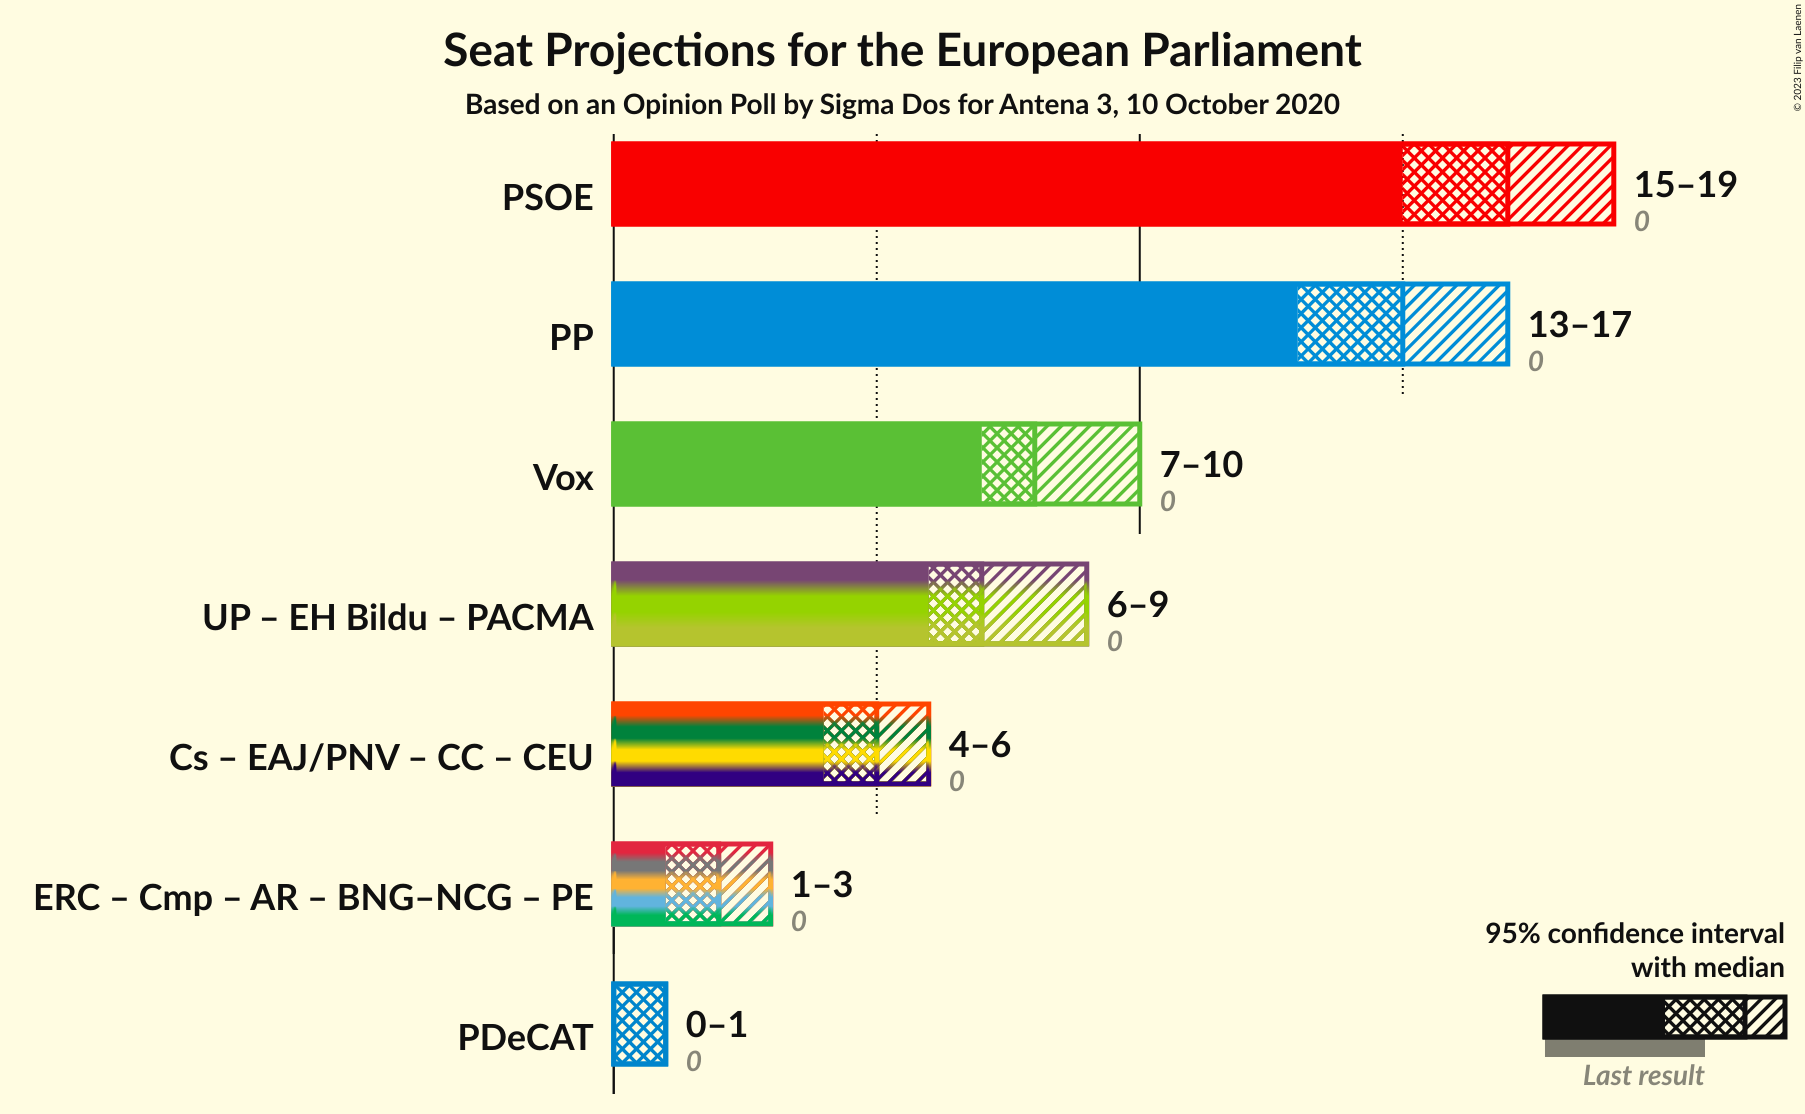 Seat Projections for the European Parliament
Based on an Opinion Poll by Sigma Dos for Antena 3, 10 October 2020
© 2023 Filip van Laenen
PSOE
15–19
0
PP
13–17
0
Vox
7–10
0
UP – EH Bildu – PACMA
6–9
0
Cs – EAJ/PNV – CC – CEU
4–6
0
ERC – Cmp – AR – BNG–NCG – PE
1–3
0
PDeCAT
0–1
0
95% confidence interval
with median
Last result